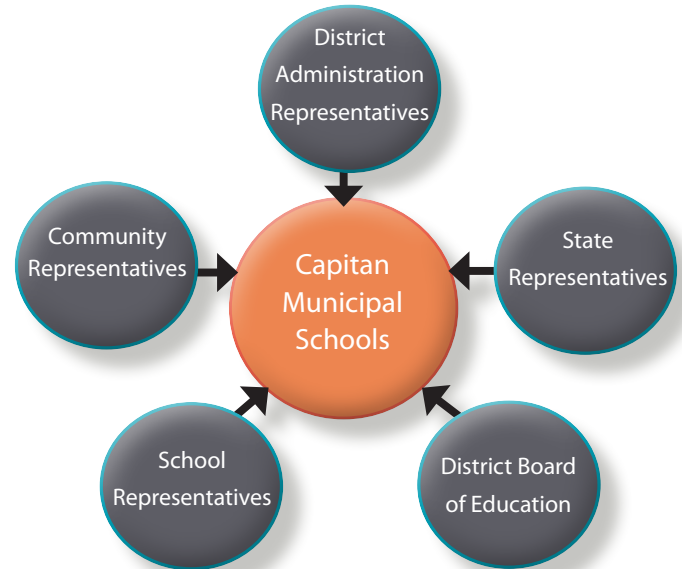 District
Administration
Representatives
Community
Representatives
State
Representatives
Capitan
Municipal
Schools
School
Representatives
District Board
of Education